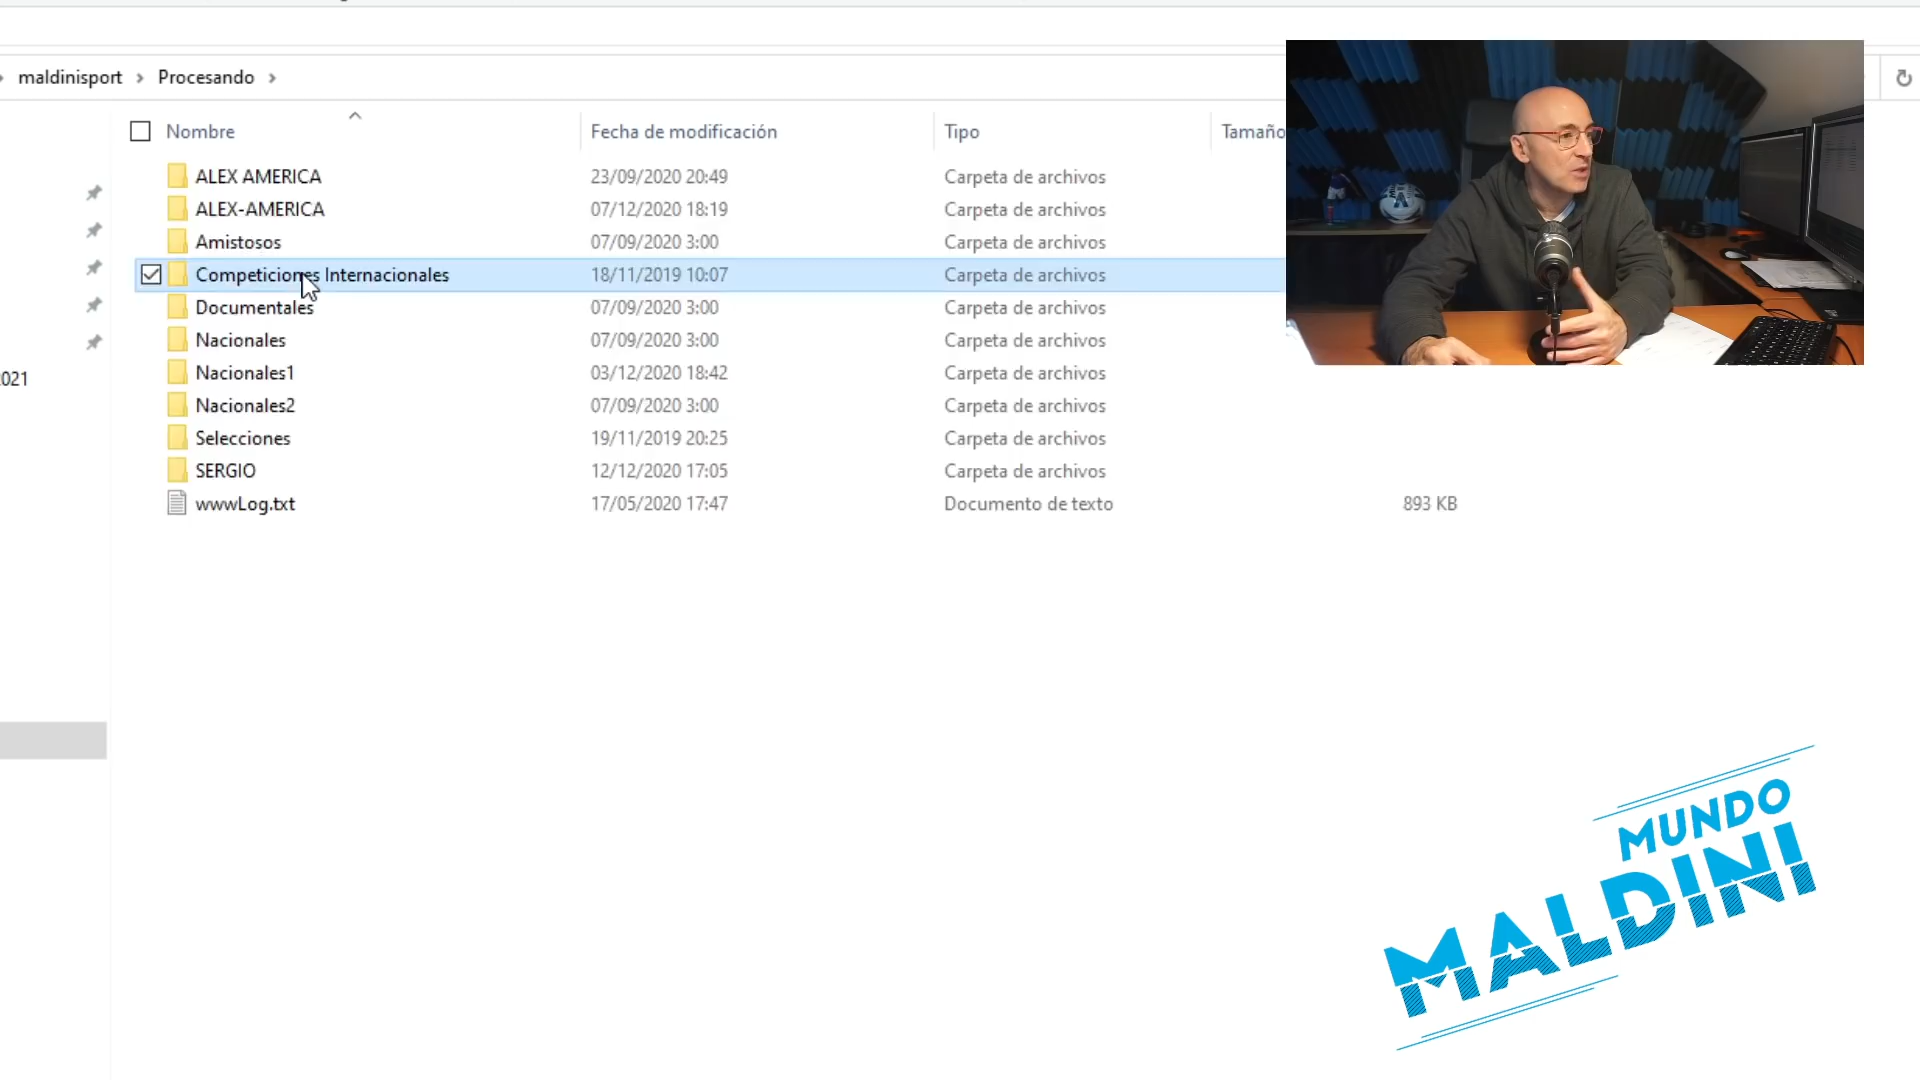 maldinisport > Procesando >
Nombre Fecha de modificación Tipo Tamaño
ALEX AMERICA 23/09/2020 20:49 Carpeta de archivos
ALEX-AMERICA 07/12/2020 18:19 Carpeta de archivos
Amistosos 07/09/2020 3:00 Carpeta de archivos
Competiciones Internacionales 18/11/2019 10:07 Carpeta de archivos
Documentales 07/09/2020 3:00 Carpeta de archivos
Nacionales 07/09/2020 3:00 Carpeta de archivos
Nacionales1 03/12/2020 18:42 Carpeta de archivos
2021
Nacionales2 07/09/2020 3:00 Carpeta de archivos
Selecciones 19/11/2019 20:25 Carpeta de archivos
SERGIO 12/12/2020 17:05 Carpeta de archivos
wwwLog.txt 17/05/2020 17:47 Documento de texto 893 KB
MUNDO
MALDINI